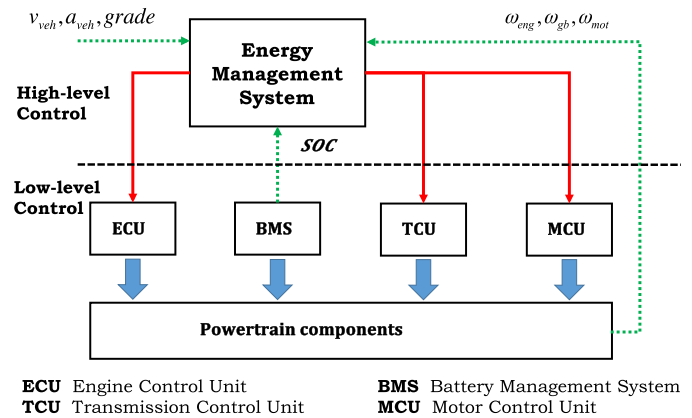 v_veh, a_veh, grade
ω_eng, ω_gb, ω_mot
Energy
Management
System
High-level
Control
SOC
Low-level
Control
ECU
BMS
TCU
MCU
Powertrain components
ECU Engine Control Unit
BMS Battery Management System
TCU Transmission Control Unit
MCU Motor Control Unit